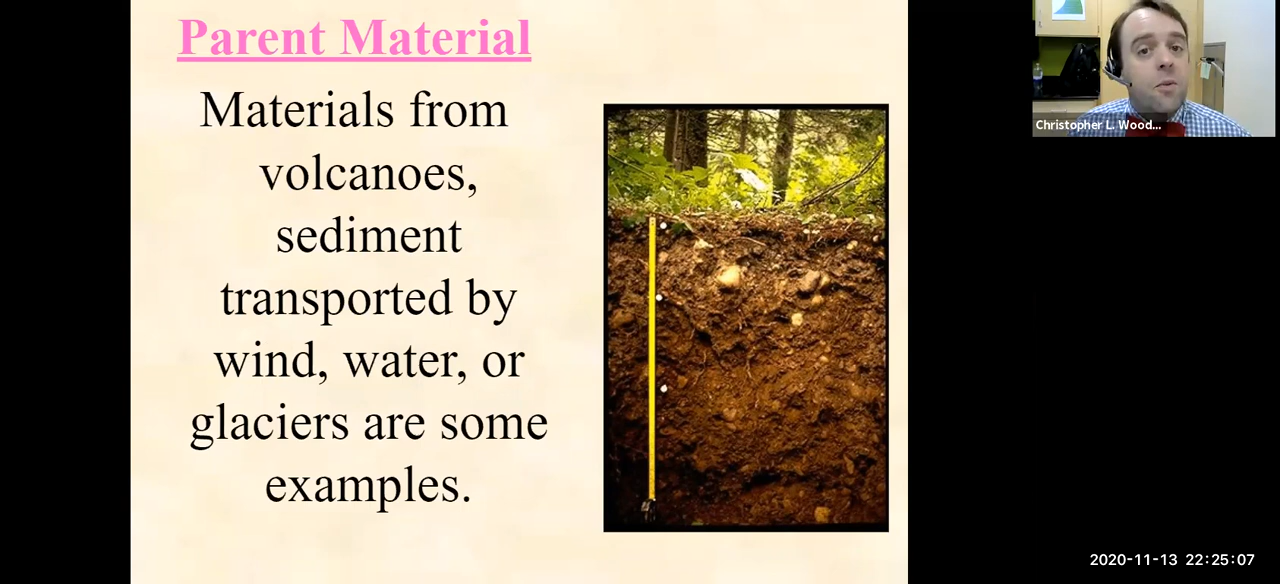 Parent Material
Materials from
volcanoes,
sediment
transported by
wind, water, or
glaciers are some
examples.
Christopher L. Wood...
2020-11-13 22:25:07